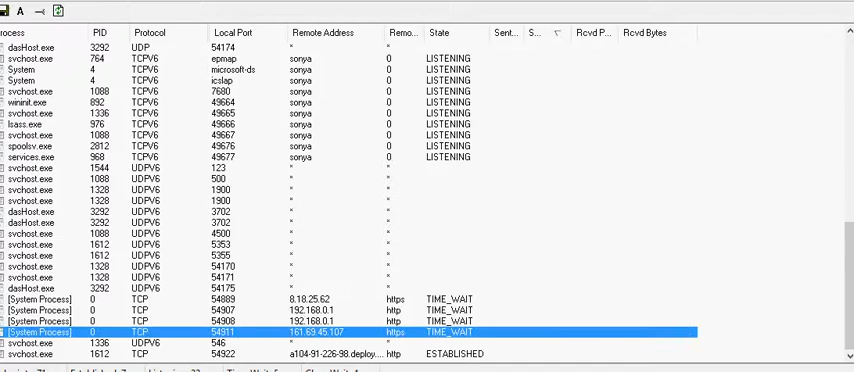 A
rocess PID Protocol Local Port Remote Address Remo... State Sent... S... Rcvd P... Rcvd Bytes
dasHost.exe 3292 UDP 54174 * *
svchost.exe 764 TCPV6 epmap sonya 0 LISTENING
System 4 TCPV6 microsoft-ds sonya 0 LISTENING
System 4 TCPV6 icslap sonya 0 LISTENING
svchost.exe 1088 TCPV6 7680 sonya 0 LISTENING
wininit.exe 892 TCPV6 49664 sonya 0 LISTENING
svchost.exe 1336 TCPV6 49665 sonya 0 LISTENING
lsass.exe 976 TCPV6 49666 sonya 0 LISTENING
svchost.exe 1088 TCPV6 49667 sonya 0 LISTENING
spoolsv.exe 2812 TCPV6 49676 sonya 0 LISTENING
services.exe 968 TCPV6 49677 sonya 0 LISTENING
svchost.exe 1544 UDPV6 123 * *
svchost.exe 1088 UDPV6 500 * *
svchost.exe 1328 UDPV6 1900 * *
svchost.exe 1328 UDPV6 1900 * *
dasHost.exe 3292 UDPV6 3702 * *
dasHost.exe 3292 UDPV6 3702 * *
svchost.exe 1088 UDPV6 4500 * *
svchost.exe 1612 UDPV6 5353 * *
svchost.exe 1612 UDPV6 5355 * *
svchost.exe 1328 UDPV6 54170 * *
svchost.exe 1328 UDPV6 54171 * *
dasHost.exe 3292 UDPV6 54175 * *
[System Process] 0 TCP 54889 8.18.25.62 https TIME_WAIT
[System Process] 0 TCP 54907 192.168.0.1 http TIME_WAIT
[System Process] 0 TCP 54908 192.168.0.1 http TIME_WAIT
[System Process] 0 TCP 54911 161.69.45.107 https TIME_WAIT
svchost.exe 1336 UDPV6 546 * *
svchost.exe 1612 TCP 54922 a104-91-226-98.deploy.... http ESTABLISHED